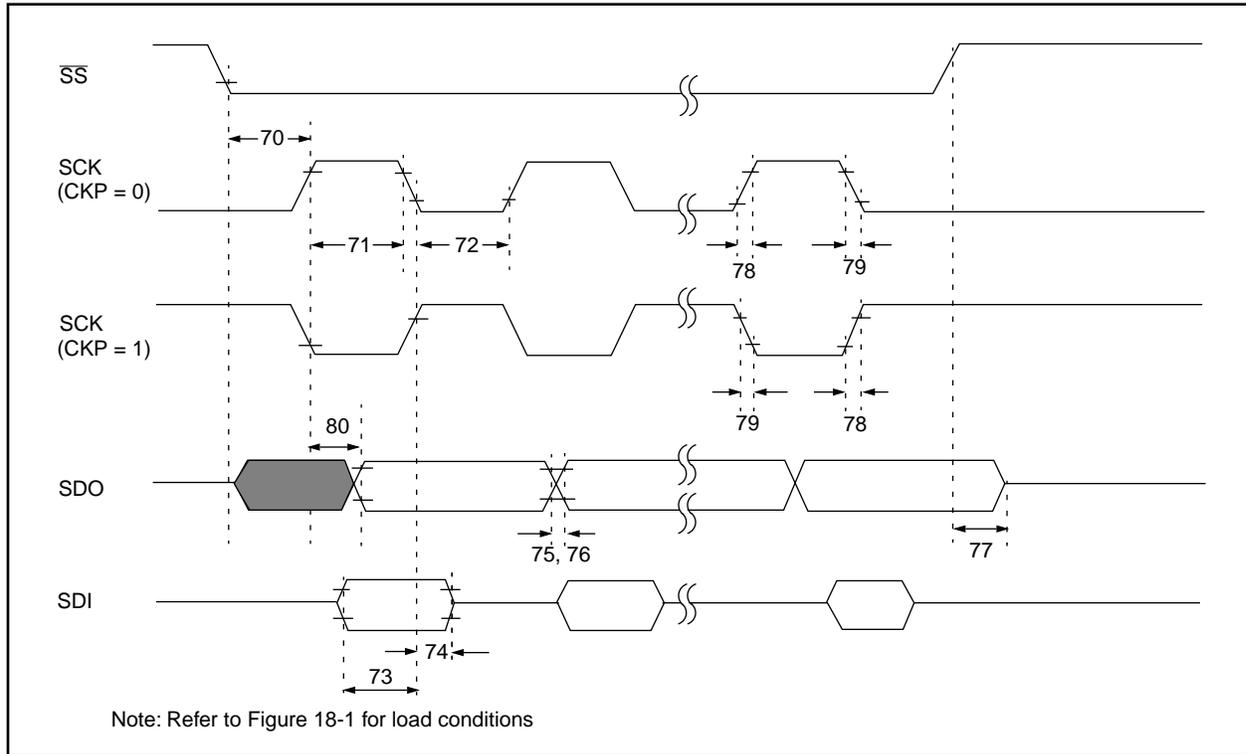 SS
70
SCK
(CKP = 0)
71
72
78
79
SCK
(CKP = 1)
79
78
80
SDO
75, 76
77
SDI
74
73
Note: Refer to Figure 18-1 for load conditions